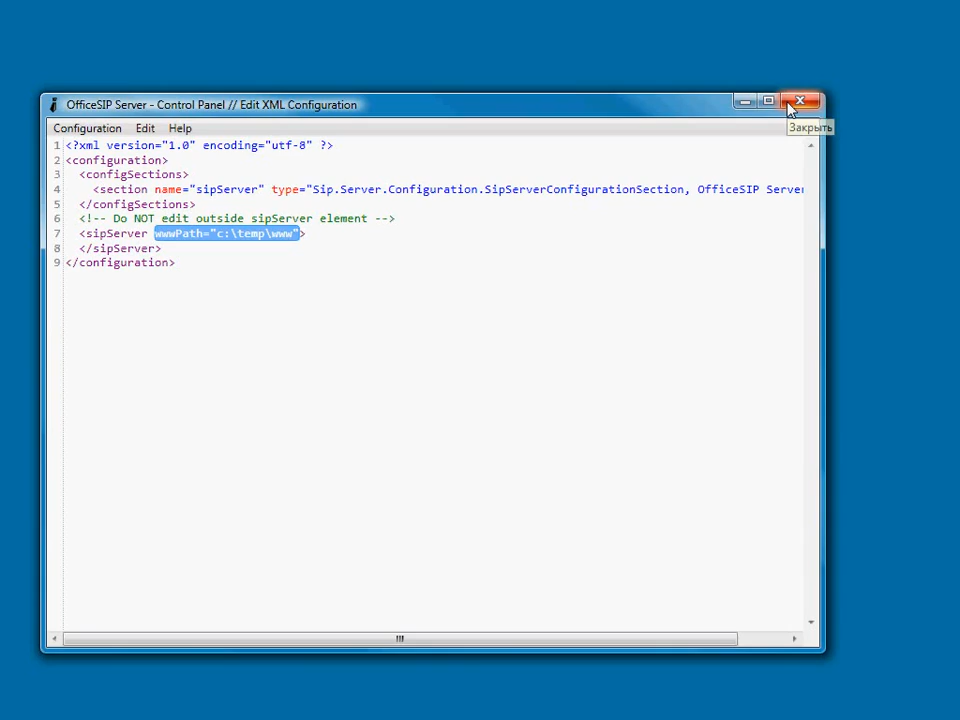 OfficeSIP Server - Control Panel // Edit XML Configuration
Закрыть
Configuration Edit Help
1 <?xml version="1.0" encoding="utf-8" ?>
2 <configuration>
3 <configSections>
4 <section name="sipServer" type="Sip.Server.Configuration.SipServerConfigurationSection, OfficeSIP Server
5 </configSections>
6 <!-- Do NOT edit outside sipServer element -->
7 <sipServer wwwPath="c:\temp\www">
8 </sipServer>
9 </configuration>